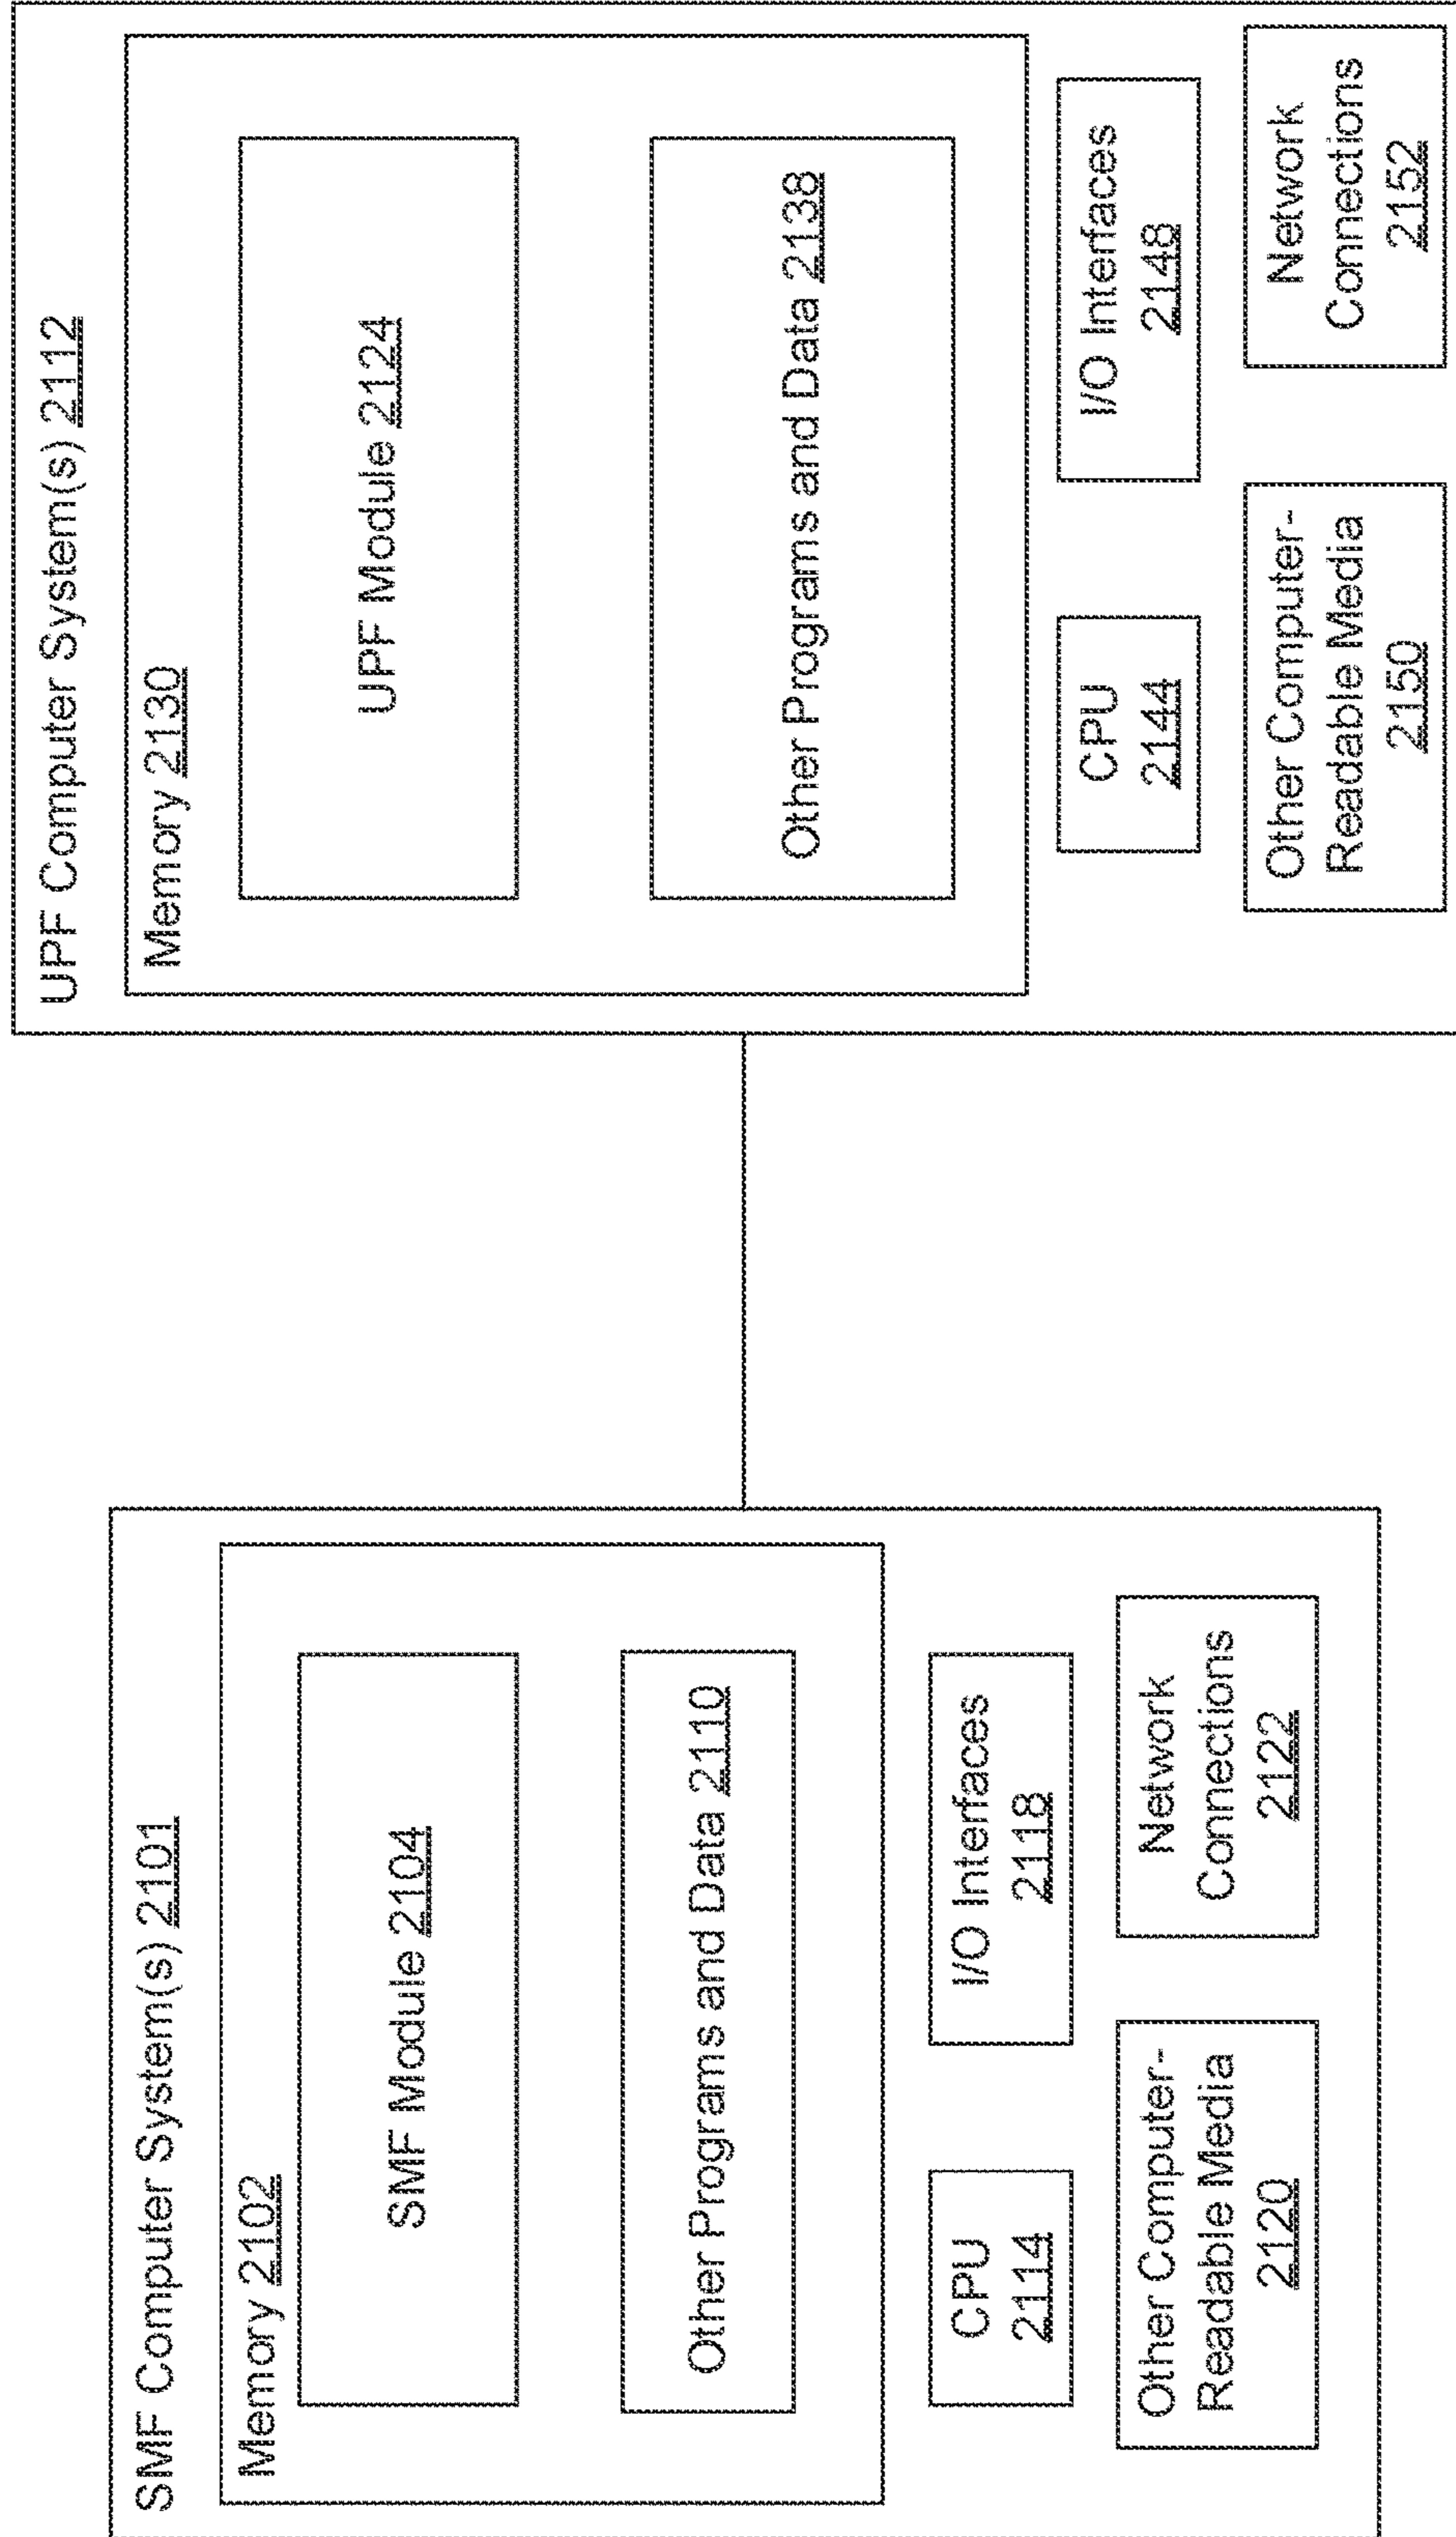 SMF Computer System(s) 2101
Memory 2102
SMF Module 2104
Other Programs and Data 2110
CPU
2114
I/O Interfaces
2118
Other Computer-
Readable Media
2120
Network
Connections
2122
UPF Computer System(s) 2112
Memory 2130
UPF Module 2124
Other Programs and Data 2138
CPU
2144
I/O Interfaces
2148
Other Computer-
Readable Media
2150
Network
Connections
2152